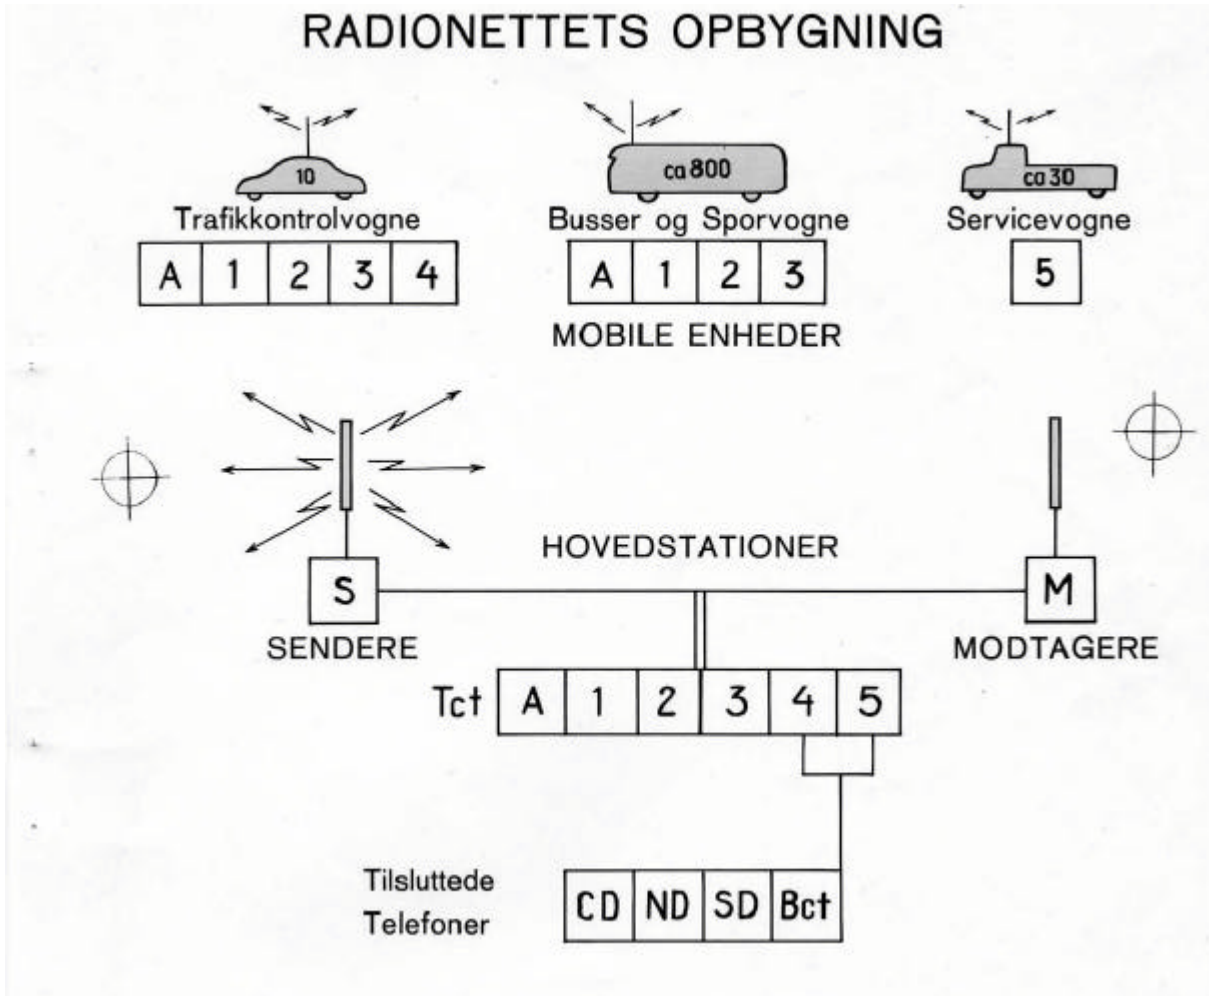 RADIONETTETS OPBYGNING
10
ca 800
ca 30
Trafikkontrolvogne
Busser og Sporvogne
Servicevogne
A 1 2 3 4
A 1 2 3
5
MOBILE ENHEDER
HOVEDSTATIONER
S
M
SENDERE
MODTAGERE
Tct A 1 2 3 4 5
Tilsluttede
Telefoner
CD ND SD Bct